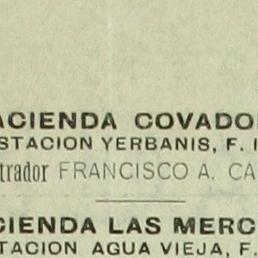 ACIENDA COVADO
STACION YERBANIS, F.
trador FRANCISCO A. CA
CIENDA LAS MERC
TACION AGUA VIEJA, F.